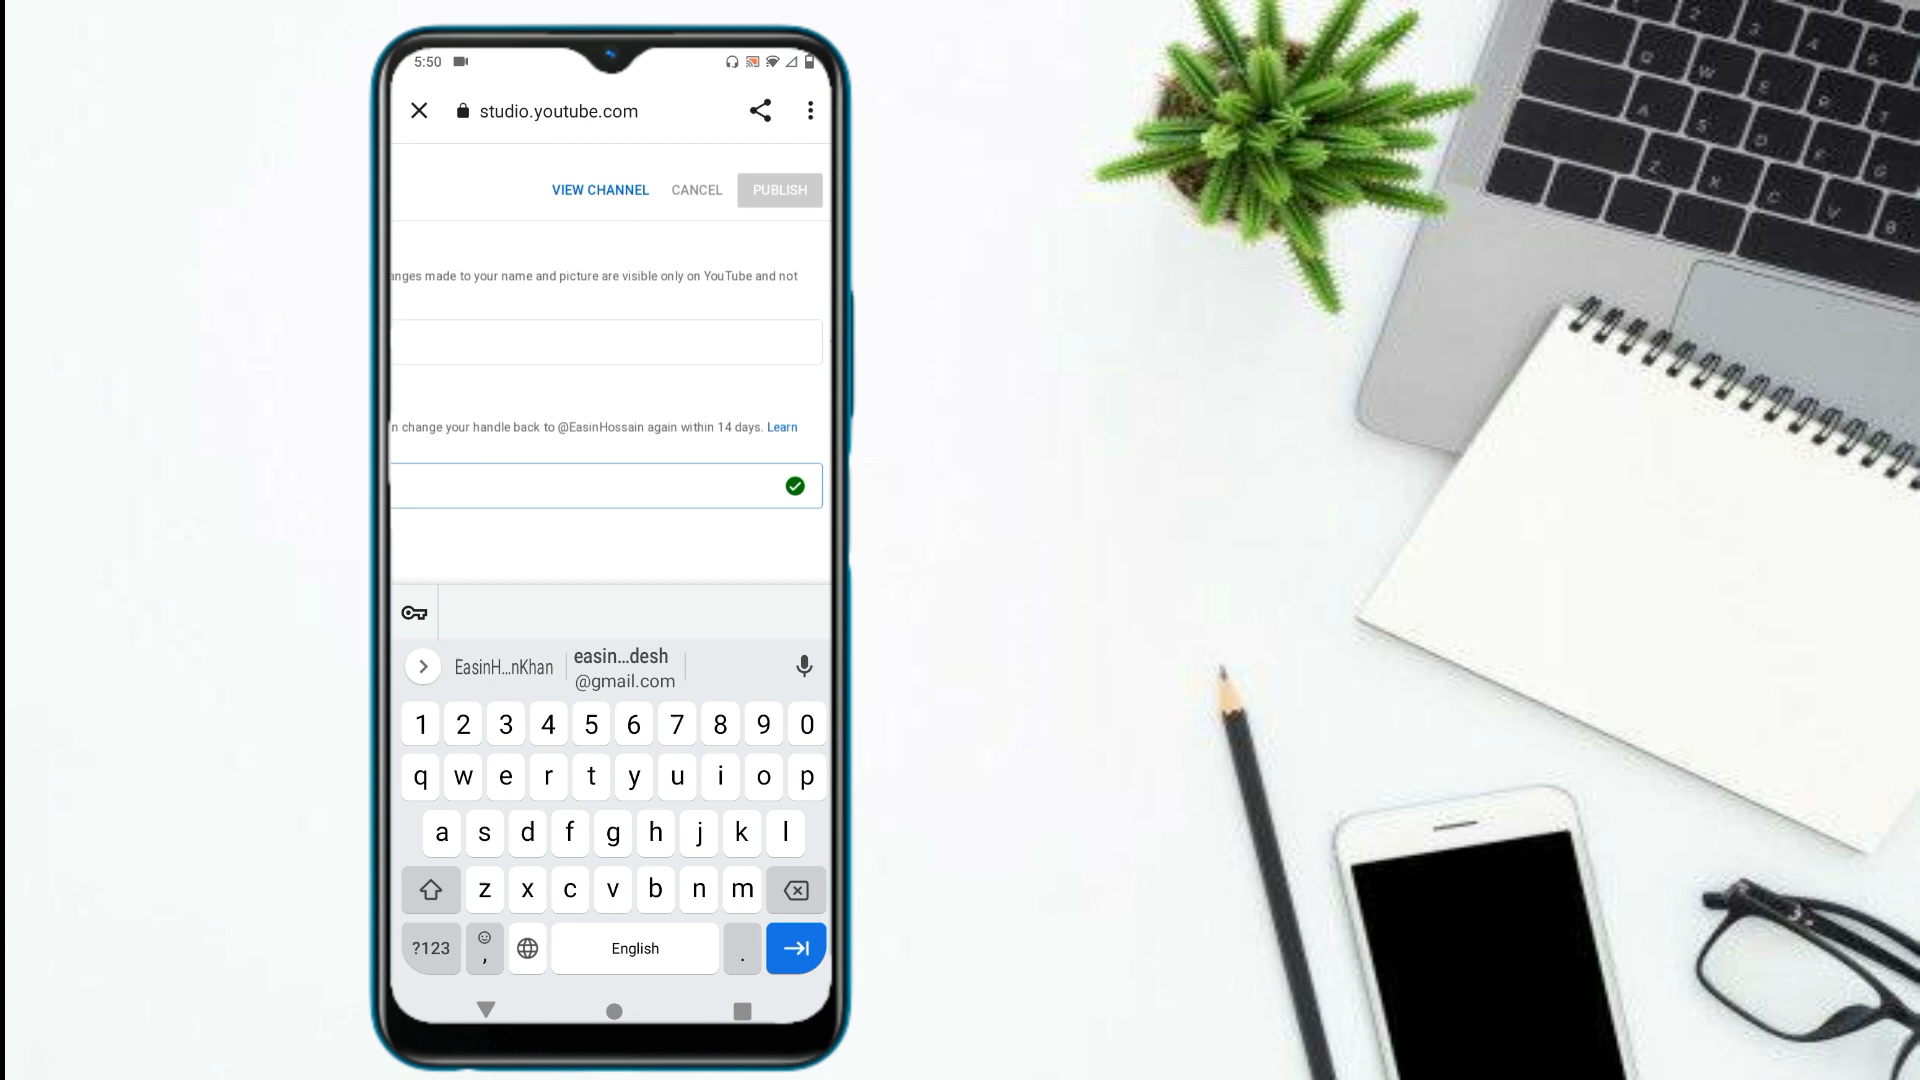 5:50
studio.youtube.com
VIEW CHANNEL CANCEL PUBLISH
anges made to your name and picture are visible only on YouTube and not
n change your handle back to @EasinHossain again within 14 days. Learn
EasinH...nKhan easin...desh
@gmail.com
1 2 3 4 5 6 7 8 9 0
q w e r t y u i o p
a s d f g h j k l
z x c v b n m
?123 , English .